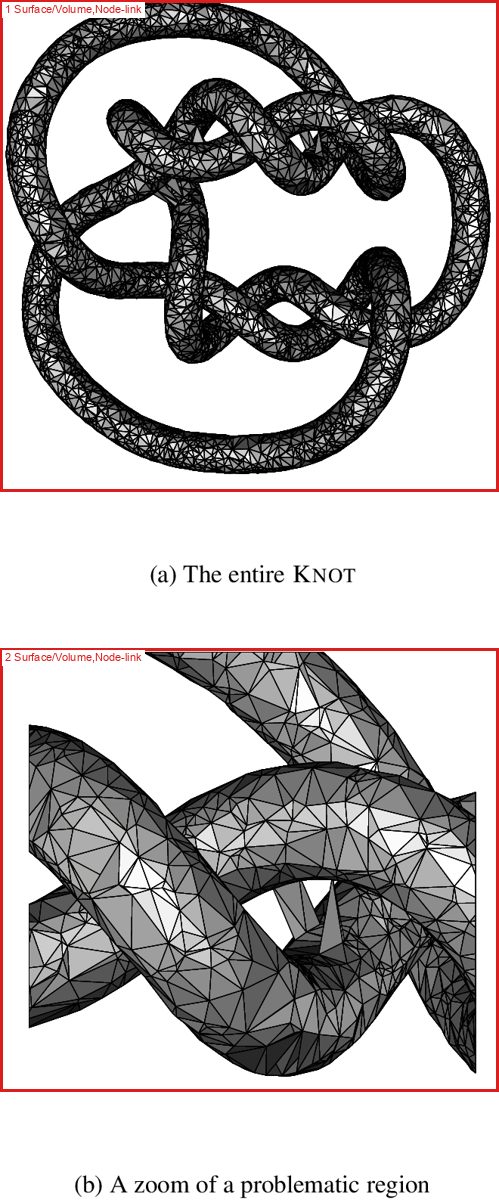 1 Surface/Volume,Node-link
(a) The entire KNOT
2 Surface/Volume,Node-link
(b) A zoom of a problematic region